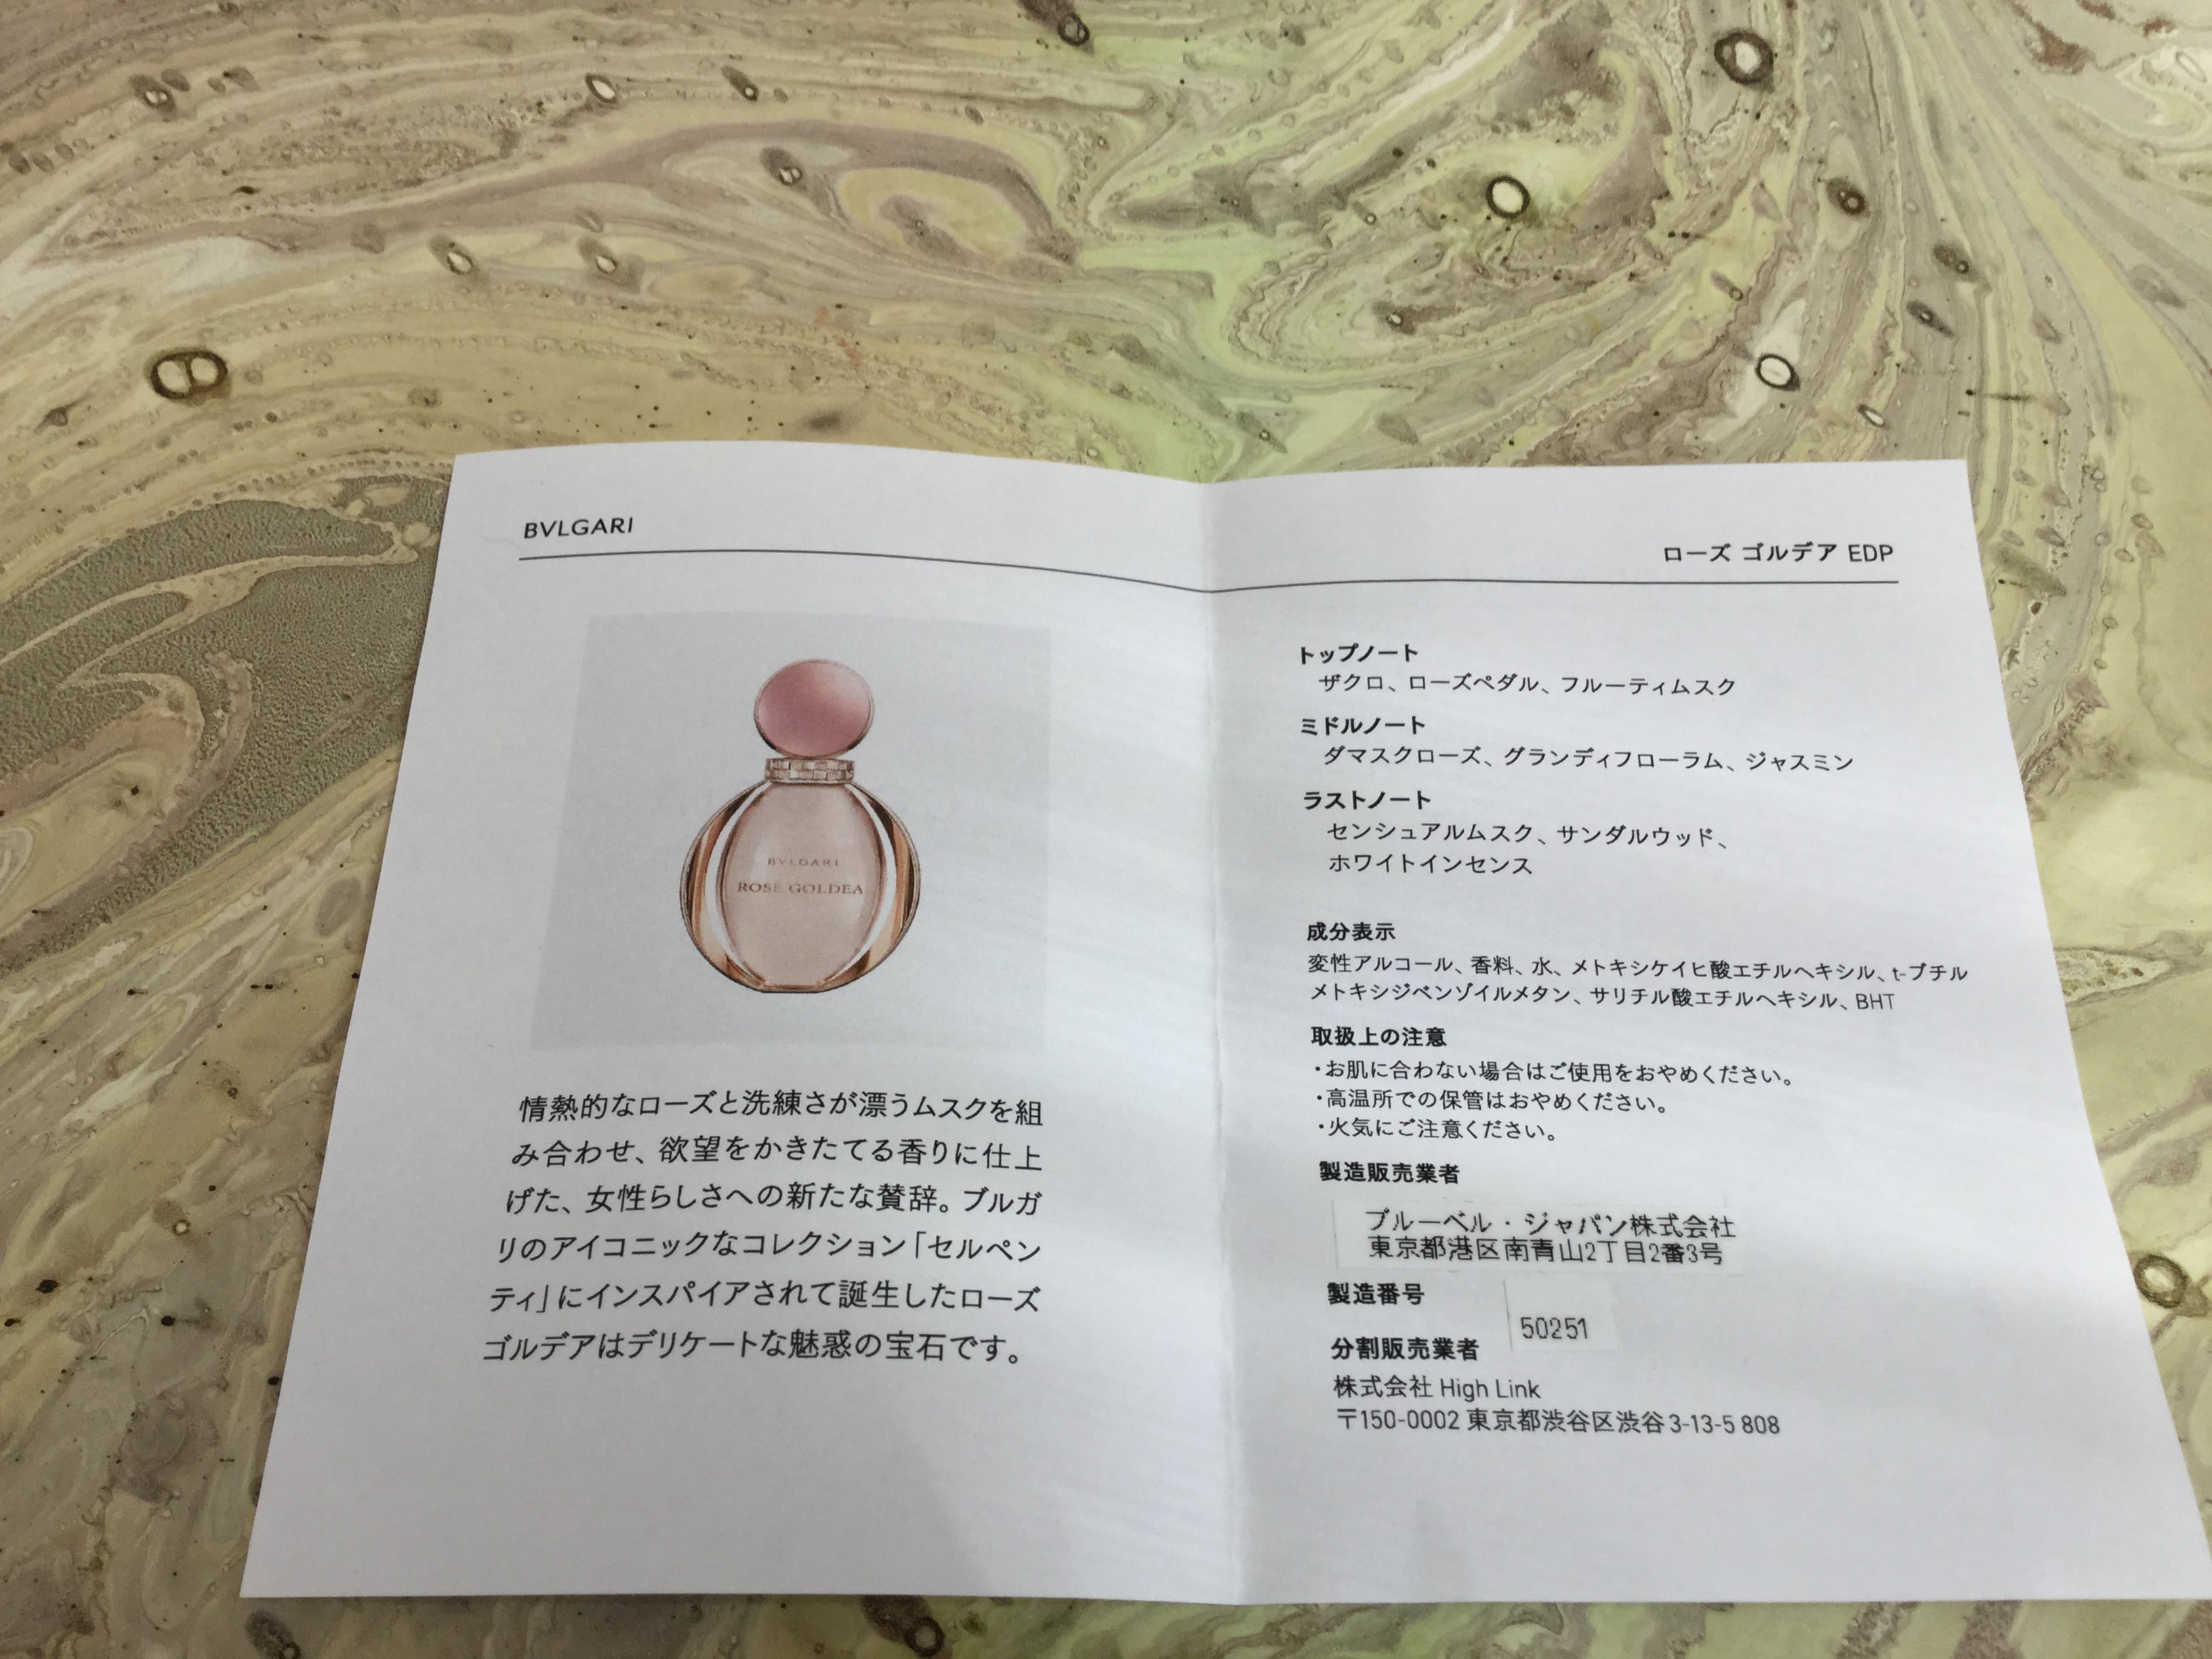 BVLGARI
ローズ ゴルデア EDP
BVLGARI
ROSE GOLDEA
情熱的なローズと洗練さが漂うムスクを組
み合わせ、欲望をかきたてる香りに仕上
げた、女性らしさへの新たな賛辞。ブルガ
リのアイコニックなコレクション「セルペン
ティ」にインスパイアされて誕生したローズ
ゴルデアはデリケートな魅惑の宝石です。
トップノート
ザクロ、ローズペダル、フルーティムスク
ミドルノート
ダマスクローズ、グランディフローラム、ジャスミン
ラストノート
センシュアルムスク、サンダルウッド、
ホワイトインセンス
成分表示
変性アルコール、香料、水、メトキシケイヒ酸エチルヘキシル、t-ブチル
メトキシジベンゾイルメタン、サリチル酸エチルヘキシル、BHT
取扱上の注意
・お肌に合わない場合はご使用をおやめください。
・高温所での保管はおやめください。
・火気にご注意ください。
製造販売業者
ブルーベル・ジャパン株式会社
東京都港区南青山2丁目2番3号
製造番号
50251
分割販売業者
株式会社 High Link
〒150-0002 東京都渋谷区渋谷3-13-5 808